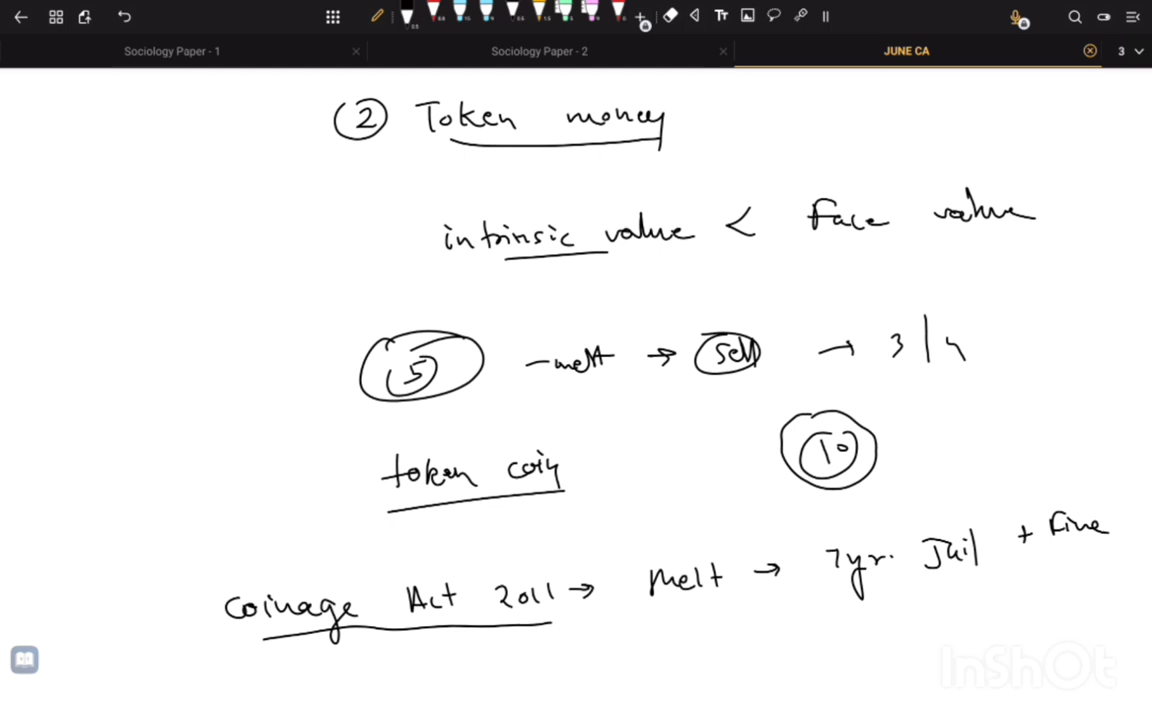 Sociology Paper - 1 Sociology Paper - 2 JUNE CA 3
② Token money
intrinsic value < Face value
5 - melt → sell → 3/4
token coin 10
Coinage Act 2011 → Melt → 7yr. Jail + Fine
InShOt